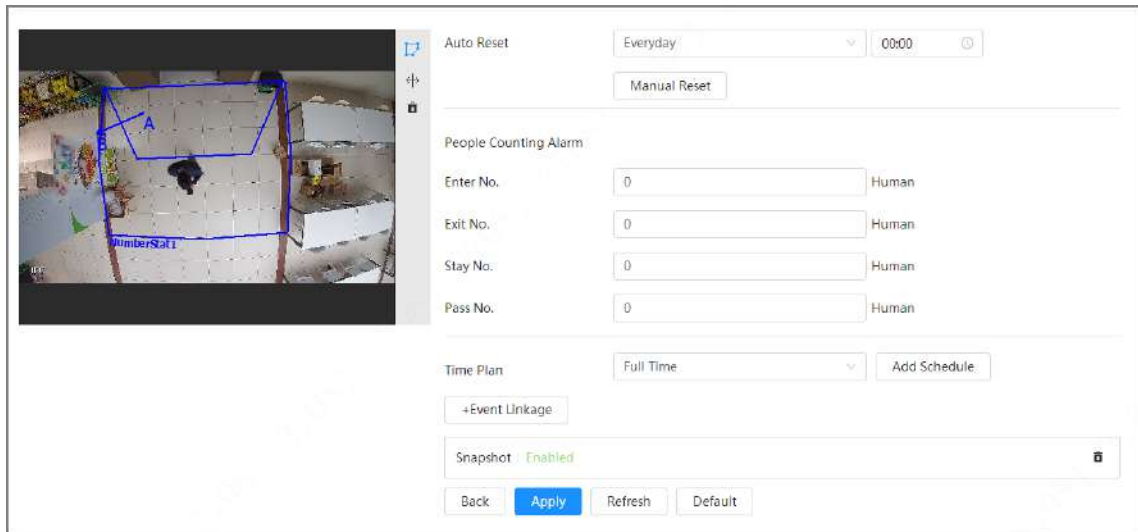 Auto Reset Everyday 00:00
Manual Reset
A
People Counting Alarm
Enter No. 0 Human
Exit No. 0 Human
NumberStat1
Stay No. 0 Human
Pass No. 0 Human
Time Plan Full Time Add Schedule
+Event Linkage
Snapshot Enabled
Back Apply Refresh Default